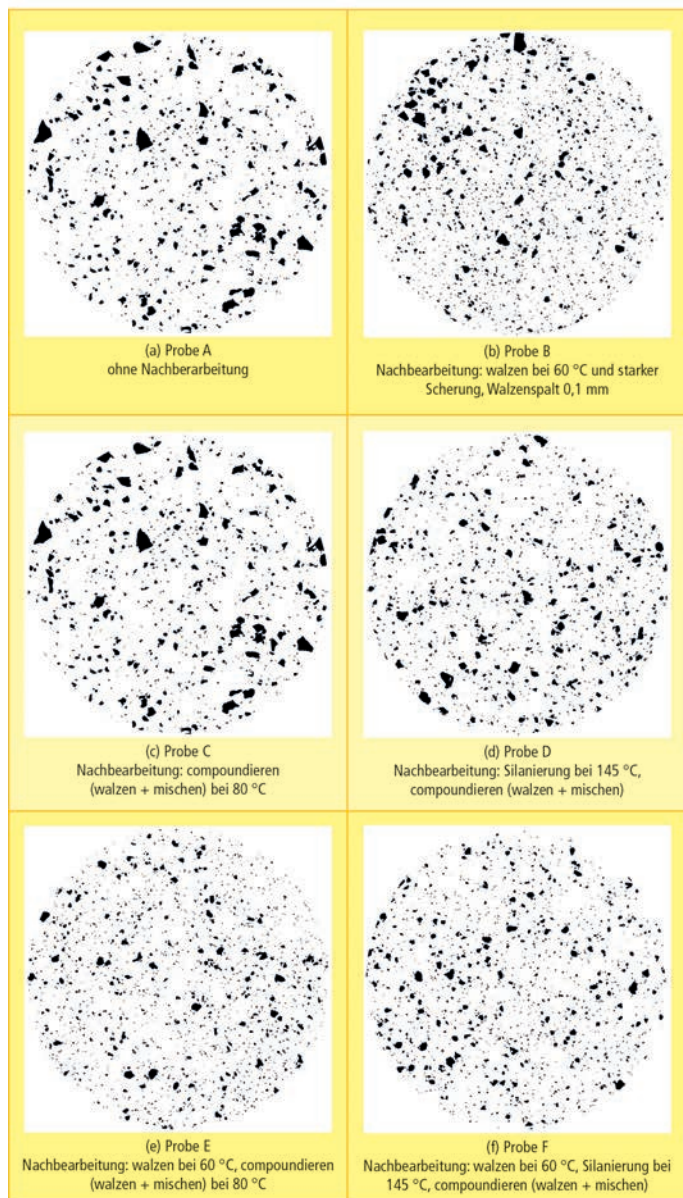 (a) Probe A
ohne Nachberarbeitung
(b) Probe B
Nachbearbeitung: walzen bei 60 °C und starker
Scherung, Walzenspalt 0,1 mm
(c) Probe C
Nachbearbeitung: compoundieren
(walzen + mischen) bei 80 °C
(d) Probe D
Nachbearbeitung: Silanierung bei 145 °C,
compoundieren (walzen + mischen)
(e) Probe E
Nachbearbeitung: walzen bei 60 °C, compoundieren
(walzen + mischen) bei 80 °C
(f) Probe F
Nachbearbeitung: walzen bei 60 °C, Silanierung bei
145 °C, compoundieren (walzen + mischen)